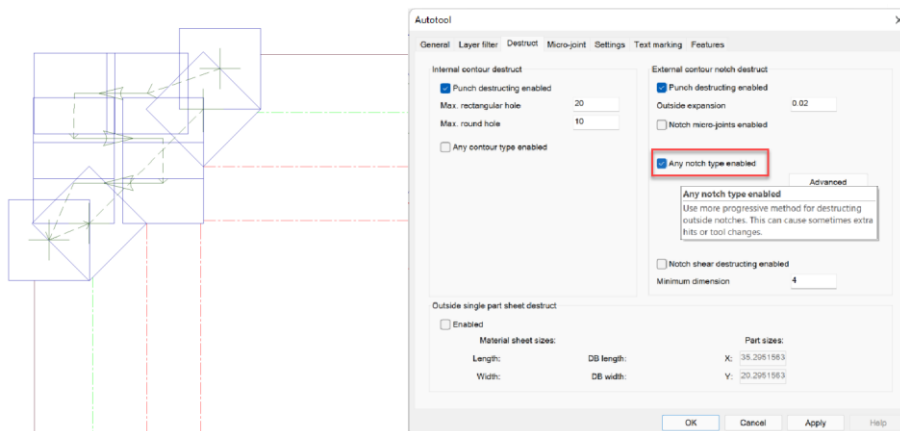 Autotool
General Layer filter Destruct Micro-joint Settings Text marking Features
Internal contour destruct
Punch destructing enabled
Max. rectangular hole 20
Max. round hole 10
Any contour type enabled
External contour notch destruct
Punch destructing enabled
Outside expansion 0.02
Notch micro-joints enabled
Any notch type enabled
Advanced
Any notch type enabled
Use more progressive method for destructing
outside notches. This can cause sometimes extra
hits or tool changes.
Notch shear destructing enabled
Minimum dimension 4
Outside single part sheet destruct
Enabled
Material sheet sizes: Part sizes:
Length: DB length: X: 35.2951563
Width: DB width: Y: 20.2951563
OK Cancel Apply Help